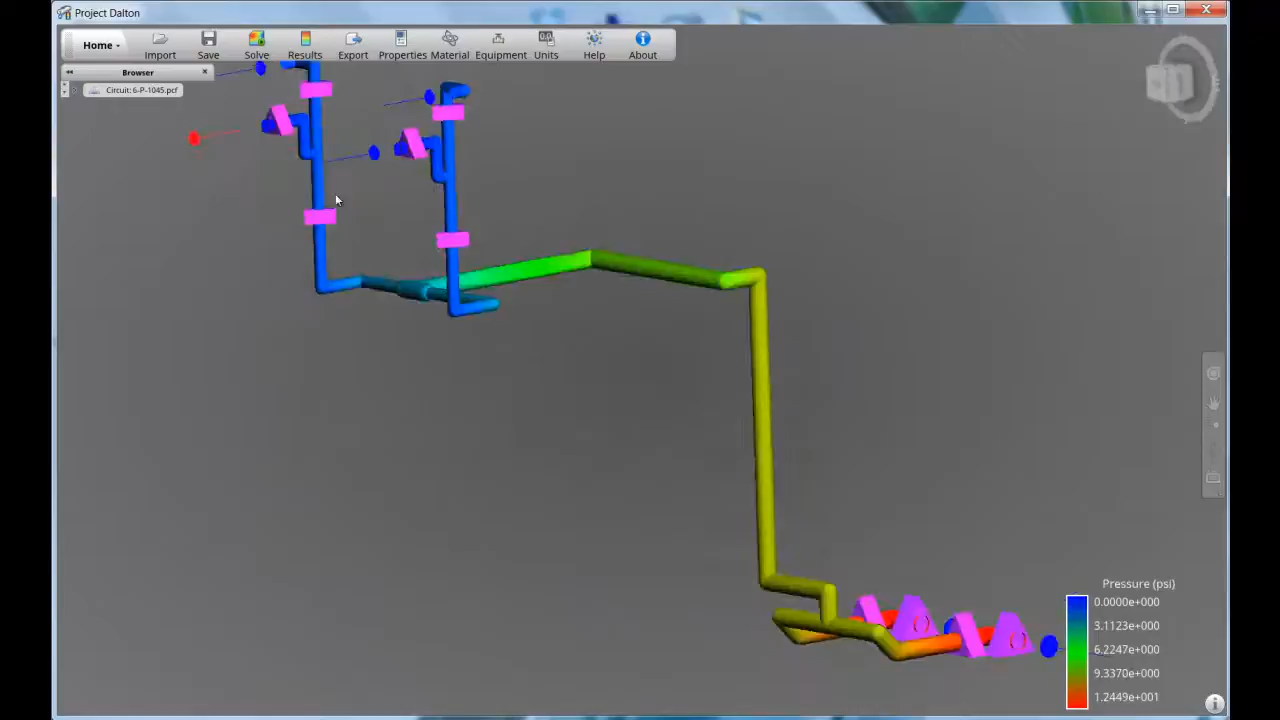 Project Dalton
Home
Import
Save
Solve
Results
Export
Properties
Material
Equipment
Units
Help
About
Browser
Circuit: 6-P-1045.pcf
Pressure (psi)
0.0000e+000
3.1123e+000
6.2247e+000
9.3370e+000
1.2449e+001